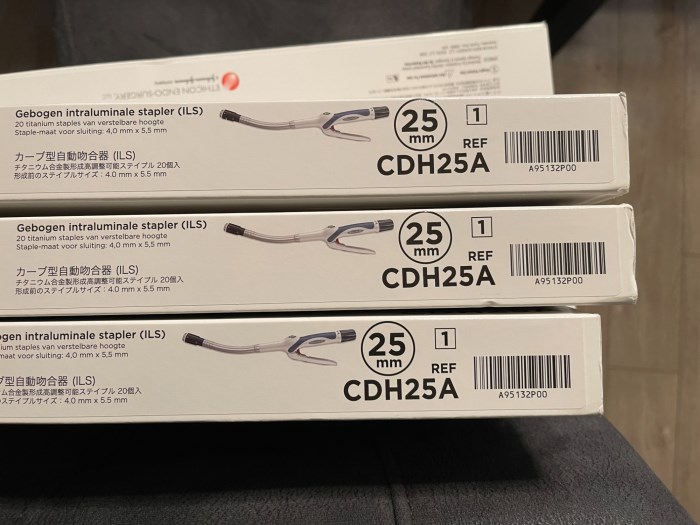 ETHICON ENDO-SURGERY, LLC
a Johnson & Johnson company
Gebogen intraluminale stapler (ILS)
20 titanium staples van verstelbare hoogte
Staple-maat voor sluiting: 4,0 mm x 5,5 mm
カーブ型自動吻合器 (ILS)
チタニウム合金製形成高調整可能ステイプル 20個入
形成前のステイプルサイズ：4.0 mm x 5.5 mm
25
mm
1
REF
CDH25A
A95132P00
Gebogen intraluminale stapler (ILS)
20 titanium staples van verstelbare hoogte
Staple-maat voor sluiting: 4,0 mm x 5,5 mm
カーブ型自動吻合器 (ILS)
チタニウム合金製形成高調整可能ステイプル 20個入
形成前のステイプルサイズ：4.0 mm x 5.5 mm
25
mm
1
REF
CDH25A
A95132P00
ogen intraluminale stapler (ILS)
ium staples van verstelbare hoogte
maat voor sluiting: 4,0 mm x 5,5 mm
ブ型自動吻合器 (ILS)
ム合金製形成高調整可能ステイプル 20個入
のステイプルサイズ：4.0 mm x 5.5 mm
25
mm
1
REF
CDH25A
A95132P00